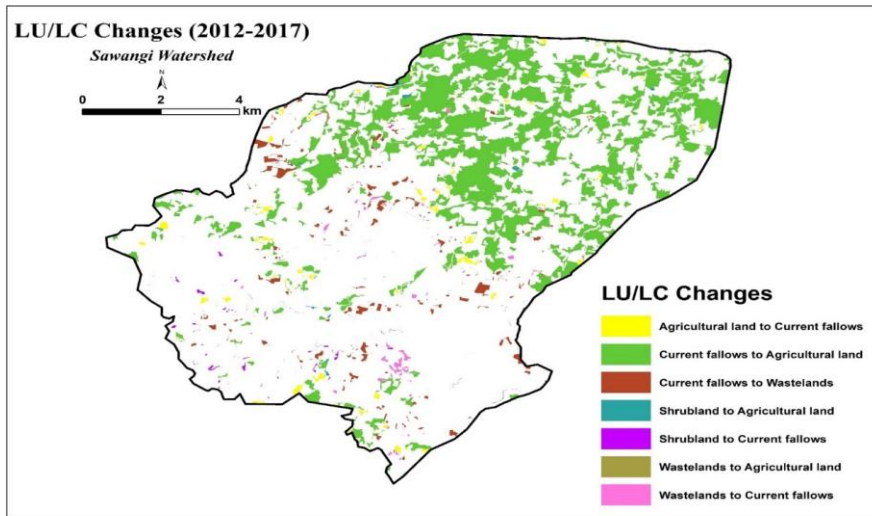 LU/LC Changes (2012-2017)
Sawangi Watershed
N
0 2 4
km
LU/LC Changes
Agricultural land to Current fallows
Current fallows to Agricultural land
Current fallows to Wastelands
Shrubland to Agricultural land
Shrubland to Current fallows
Wastelands to Agricultural land
Wastelands to Current fallows